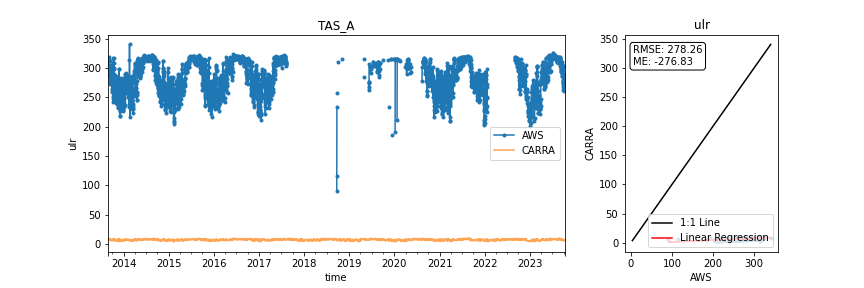 TAS_A
ulr
350
300
250
200
150
100
50
0
ulr
AWS
CARRA
2014
2015
2016
2017
2018
2019
2020
2021
2022
2023
time
350
300
250
200
150
100
50
0
CARRA
RMSE: 278.26
ME: -276.83
1:1 Line
Linear Regression
0
100
200
300
AWS